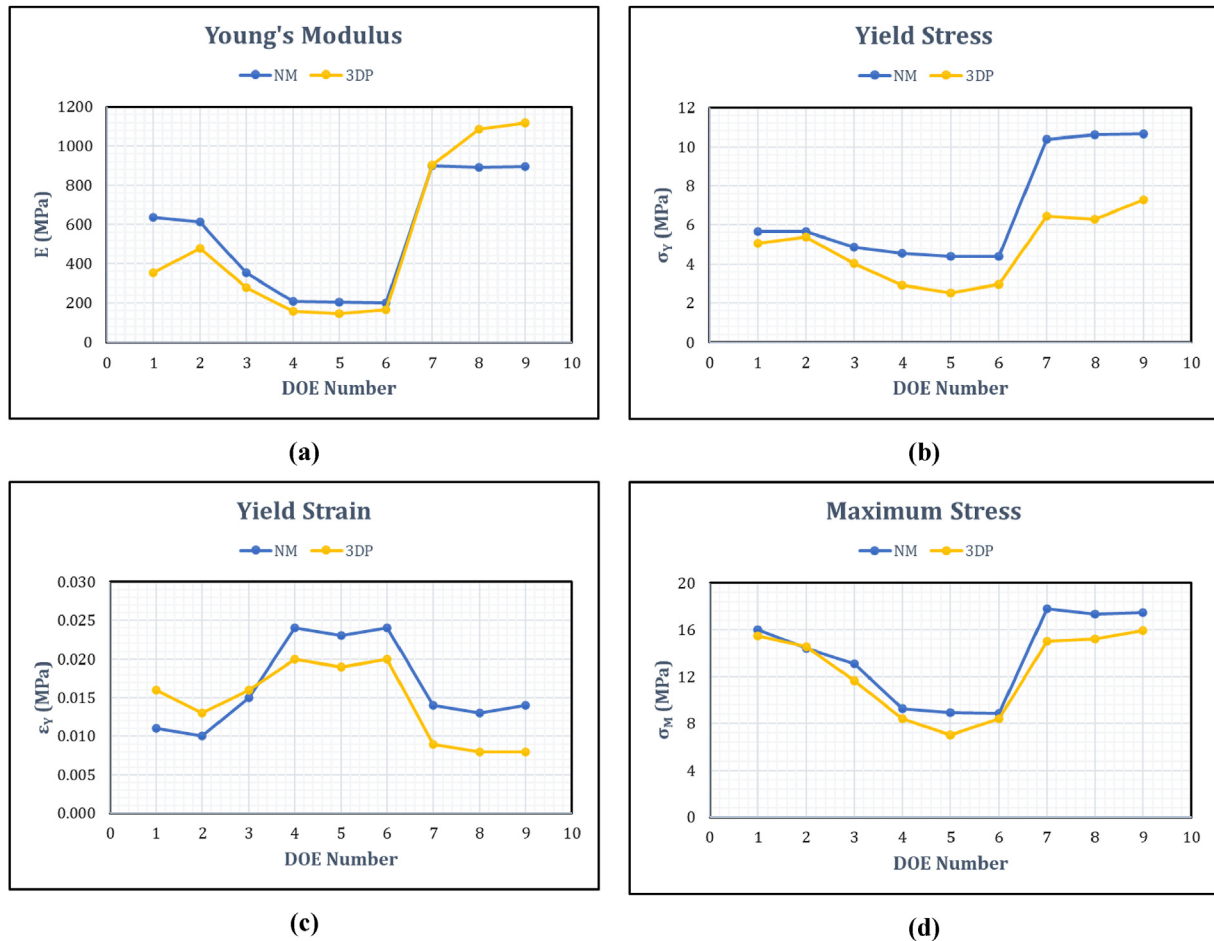 Young's Modulus
NM 3DP
1200
1000
800
600
400
200
0
E (MPa)
0 1 2 3 4 5 6 7 8 9 10
DOE Number
(a)
Yield Stress
NM 3DP
12
10
8
6
4
2
0
σY (MPa)
0 1 2 3 4 5 6 7 8 9 10
DOE Number
(b)
Yield Strain
NM 3DP
0.030
0.025
0.020
0.015
0.010
0.005
0.000
εY (MPa)
0 1 2 3 4 5 6 7 8 9 10
DOE Number
(c)
Maximum Stress
NM 3DP
20
16
12
8
4
0
σM (MPa)
0 1 2 3 4 5 6 7 8 9 10
DOE Number
(d)